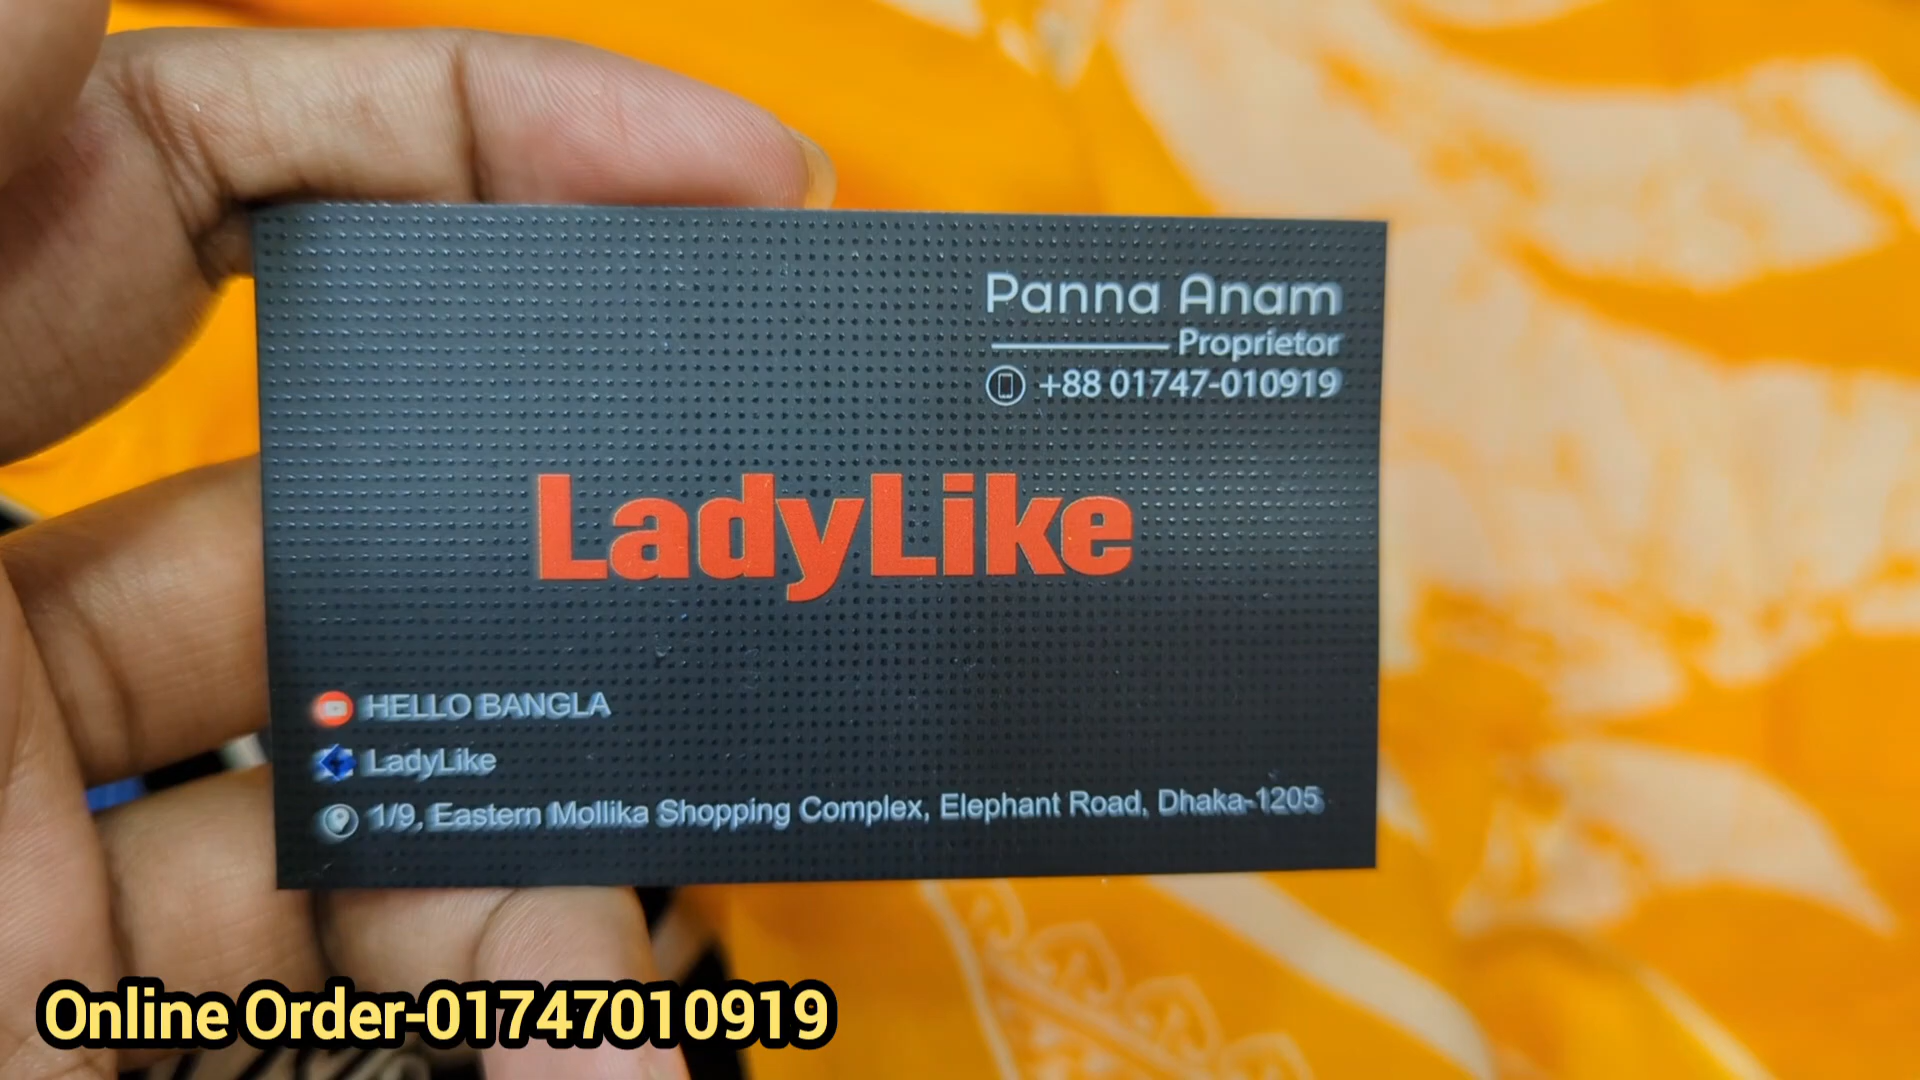 Panna Anam
Proprietor
+88 01747-010919
LadyLike
HELLO BANGLA
LadyLike
1/9, Eastern Mollika Shopping Complex, Elephant Road, Dhaka-1205
Online Order-01747010919